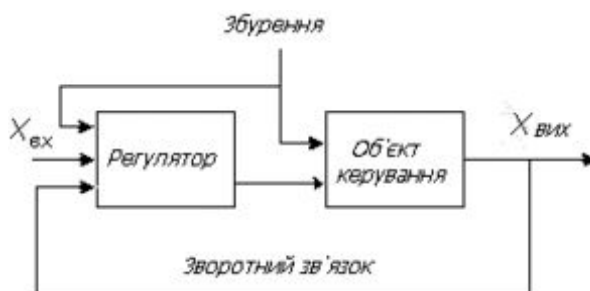 Збурення
Xвх
Регулятор
Об'єкт
керування
Xвих
Зворотний зв'язок